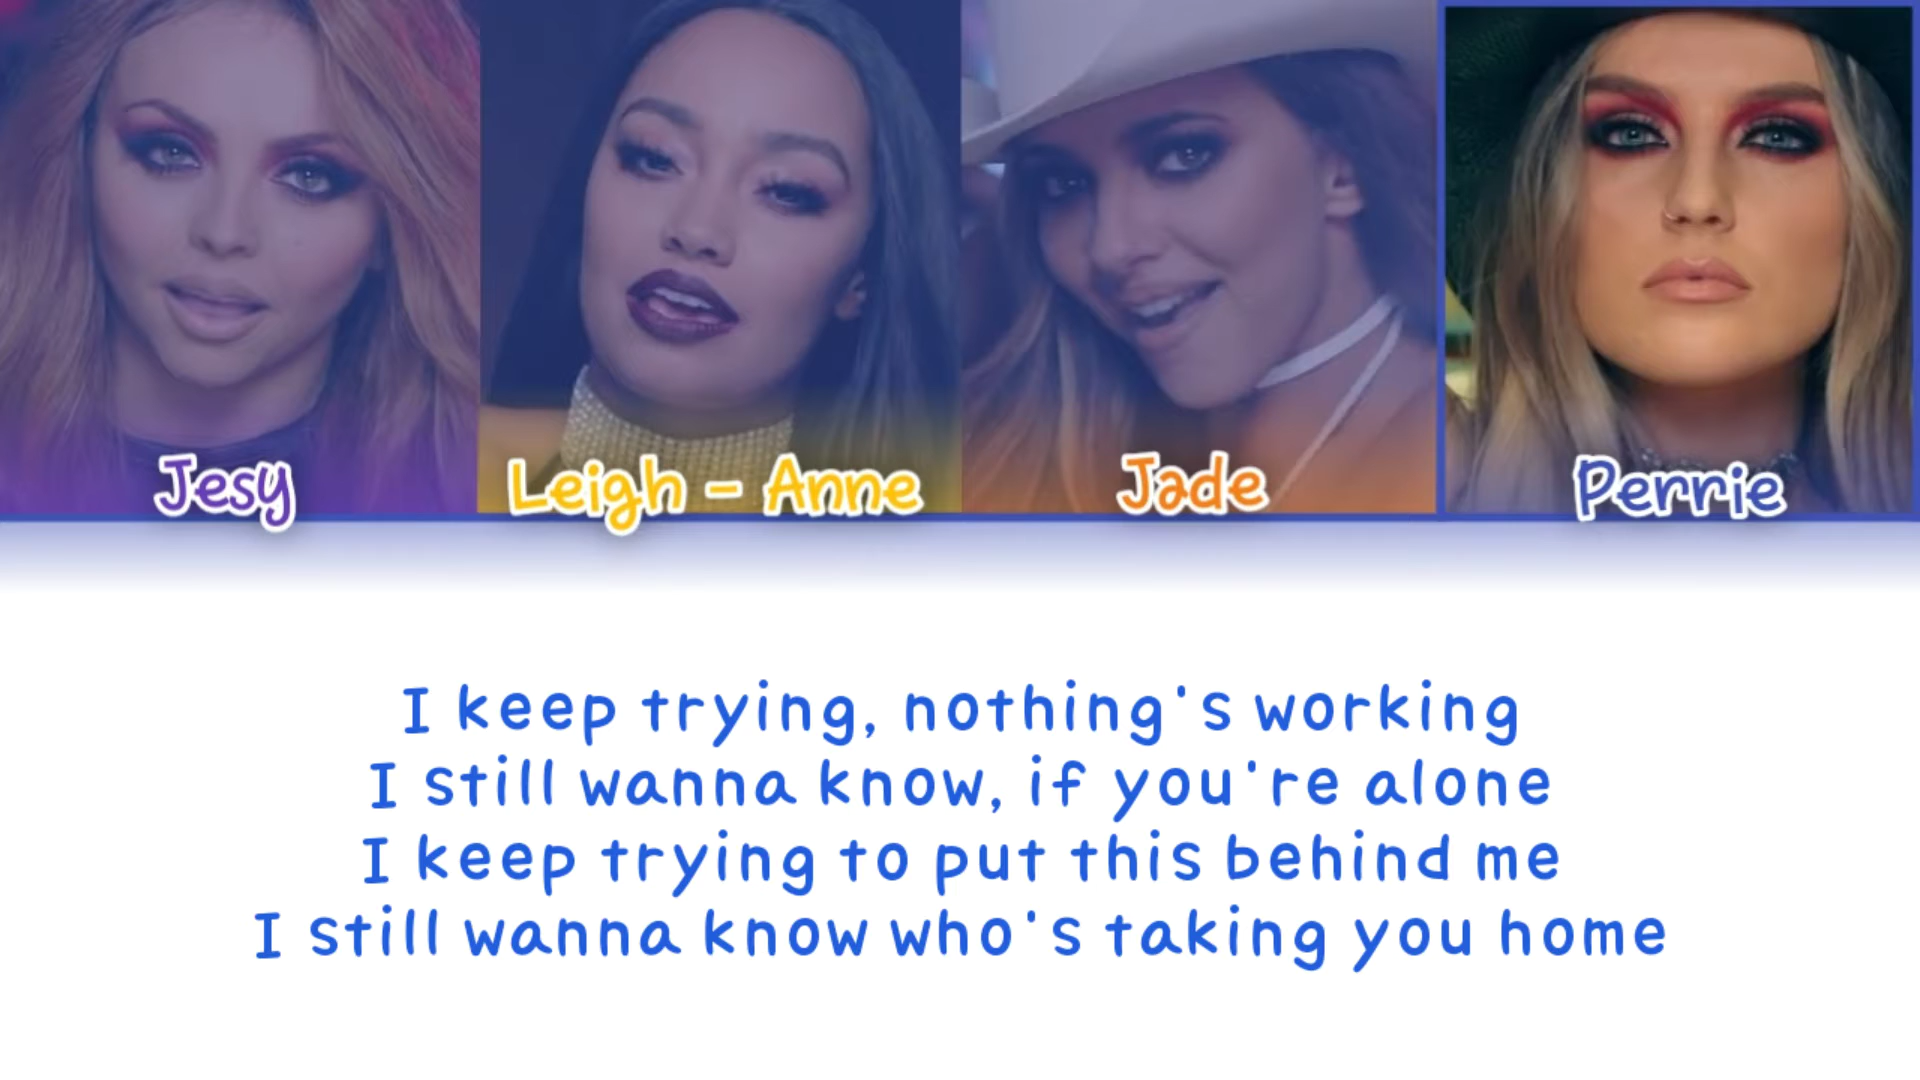 Jesy
Leigh - Anne
Jade
Perrie
I keep trying, nothing's working
I still wanna know, if you're alone
I keep trying to put this behind me
I still wanna know who's taking you home